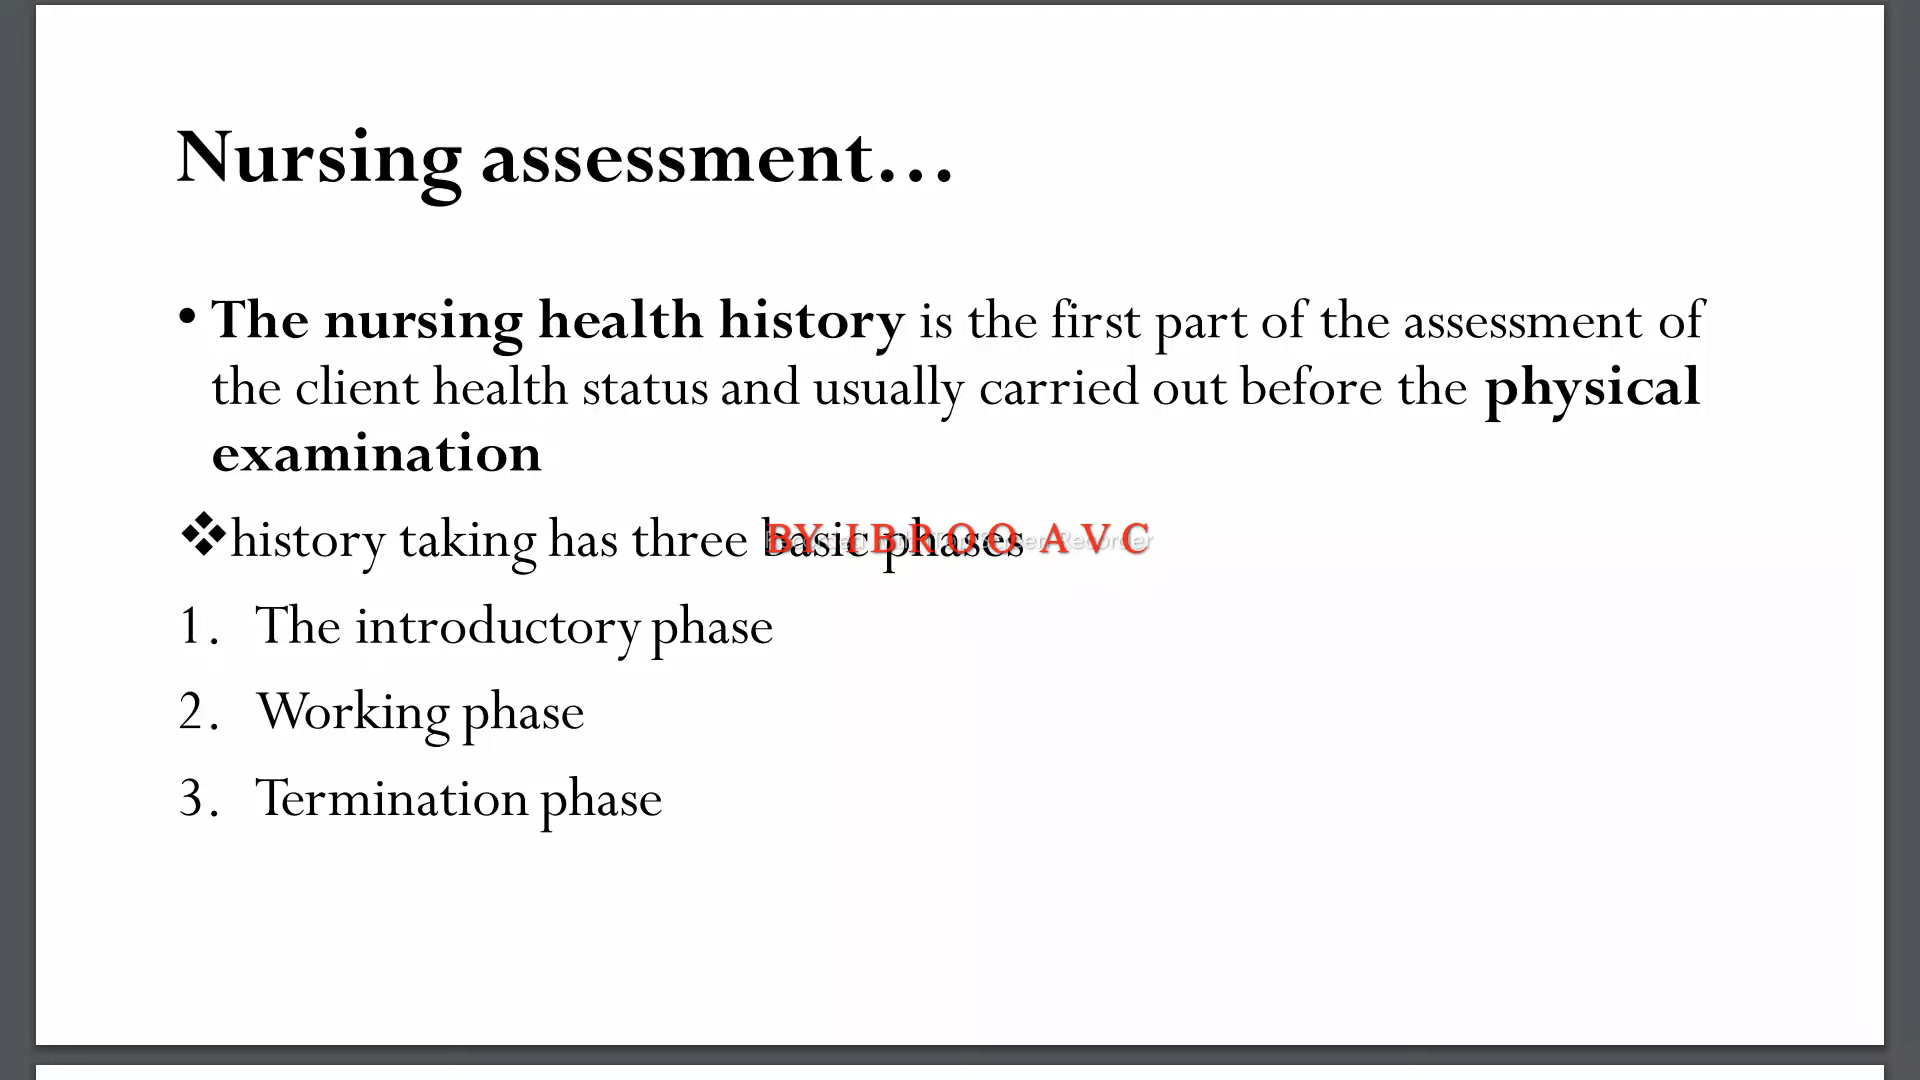 Nursing assessment...
• The nursing health history is the first part of the assessment of
the client health status and usually carried out before the physical
examination
❖history taking has three basic phases
BY I B R O O A V C
Recorder
1. The introductory phase
2. Working phase
3. Termination phase